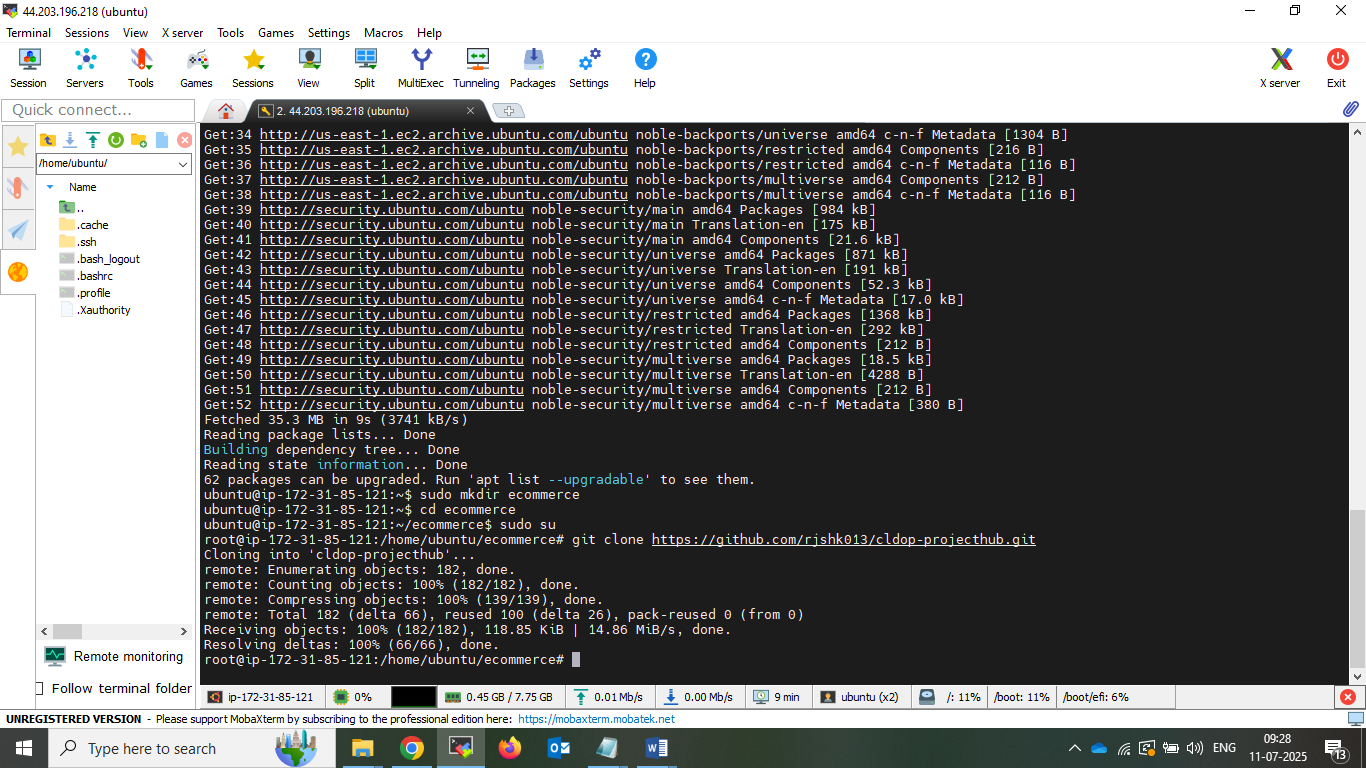 44.203.196.218 (ubuntu)
Terminal Sessions View X server Tools Games Settings Macros Help
Session Servers Tools Games Sessions View Split MultiExec Tunneling Packages Settings Help X server Exit
Quick connect...
2. 44.203.196.218 (ubuntu)
/home/ubuntu/
Name
..
.cache
.ssh
.bash_logout
.bashrc
.profile
.Xauthority
Remote monitoring
Follow terminal folder
Get:34 http://us-east-1.ec2.archive.ubuntu.com/ubuntu noble-backports/universe amd64 c-n-f Metadata [1304 B]
Get:35 http://us-east-1.ec2.archive.ubuntu.com/ubuntu noble-backports/restricted amd64 Components [216 B]
Get:36 http://us-east-1.ec2.archive.ubuntu.com/ubuntu noble-backports/restricted amd64 c-n-f Metadata [116 B]
Get:37 http://us-east-1.ec2.archive.ubuntu.com/ubuntu noble-backports/multiverse amd64 Components [212 B]
Get:38 http://us-east-1.ec2.archive.ubuntu.com/ubuntu noble-backports/multiverse amd64 c-n-f Metadata [116 B]
Get:39 http://security.ubuntu.com/ubuntu noble-security/main amd64 Packages [984 kB]
Get:40 http://security.ubuntu.com/ubuntu noble-security/main Translation-en [175 kB]
Get:41 http://security.ubuntu.com/ubuntu noble-security/main amd64 Components [21.6 kB]
Get:42 http://security.ubuntu.com/ubuntu noble-security/universe amd64 Packages [871 kB]
Get:43 http://security.ubuntu.com/ubuntu noble-security/universe Translation-en [191 kB]
Get:44 http://security.ubuntu.com/ubuntu noble-security/universe amd64 Components [52.3 kB]
Get:45 http://security.ubuntu.com/ubuntu noble-security/universe amd64 c-n-f Metadata [17.0 kB]
Get:46 http://security.ubuntu.com/ubuntu noble-security/restricted amd64 Packages [1368 kB]
Get:47 http://security.ubuntu.com/ubuntu noble-security/restricted Translation-en [292 kB]
Get:48 http://security.ubuntu.com/ubuntu noble-security/restricted amd64 Components [212 B]
Get:49 http://security.ubuntu.com/ubuntu noble-security/multiverse amd64 Packages [18.5 kB]
Get:50 http://security.ubuntu.com/ubuntu noble-security/multiverse Translation-en [4288 B]
Get:51 http://security.ubuntu.com/ubuntu noble-security/multiverse amd64 Components [212 B]
Get:52 http://security.ubuntu.com/ubuntu noble-security/multiverse amd64 c-n-f Metadata [380 B]
Fetched 35.3 MB in 9s (3741 kB/s)
Reading package lists... Done
Building dependency tree... Done
Reading state information... Done
62 packages can be upgraded. Run 'apt list --upgradable' to see them.
ubuntu@ip-172-31-85-121:~$ sudo mkdir ecommerce
ubuntu@ip-172-31-85-121:~$ cd ecommerce
ubuntu@ip-172-31-85-121:~/ecommerce$ sudo su
root@ip-172-31-85-121:/home/ubuntu/ecommerce# git clone https://github.com/rjshk013/cldop-projecthub.git
Cloning into 'cldop-projecthub'...
remote: Enumerating objects: 182, done.
remote: Counting objects: 100% (182/182), done.
remote: Compressing objects: 100% (139/139), done.
remote: Total 182 (delta 66), reused 100 (delta 26), pack-reused 0 (from 0)
Receiving objects: 100% (182/182), 118.85 KiB | 14.86 MiB/s, done.
Resolving deltas: 100% (66/66), done.
root@ip-172-31-85-121:/home/ubuntu/ecommerce#
ip-172-31-85-121 0% 0.45 GB / 7.75 GB 0.01 Mb/s 0.00 Mb/s 9 min ubuntu (x2) /: 11% /boot: 11% /boot/efi: 6%
UNREGISTERED VERSION - Please support MobaXterm by subscribing to the professional edition here: https://mobaxterm.mobatek.net
Type here to search
ENG
09:28
11-07-2025
13